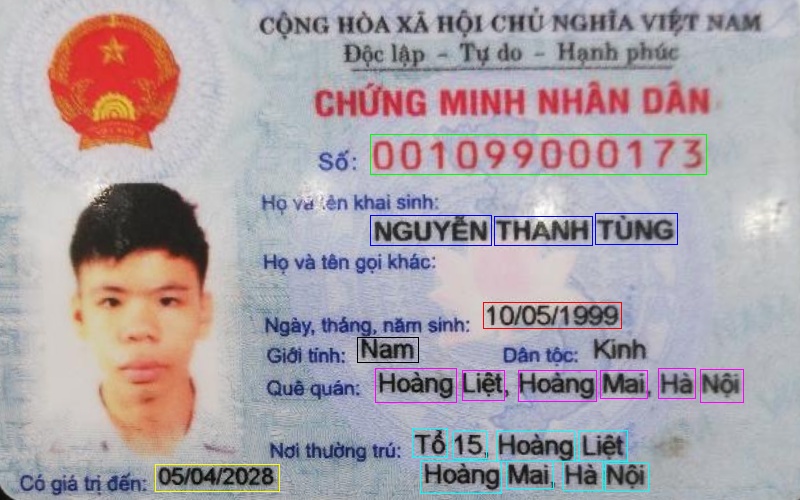 CỘNG HÒA XÃ HỘI CHỦ NGHĨA VIỆT NAM
Độc lập - Tự do - Hạnh phúc
CHỨNG MINH NHÂN DÂN
Số: 001099000173
Họ và tên khai sinh:
NGUYỄN THANH TÙNG
Họ và tên gọi khác:
Ngày, tháng, năm sinh: 10/05/1999
Giới tính: Nam Dân tộc: Kinh
Quê quán: Hoàng Liệt, Hoàng Mai, Hà Nội
Nơi thường trú: Tổ 15, Hoàng Liệt
Hoàng Mai, Hà Nội
Có giá trị đến: 05/04/2028